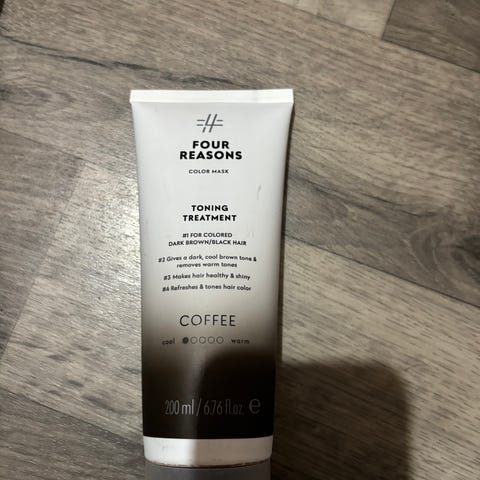 FOUR
REASONS
COLOR MASK
TONING
TREATMENT
#1 FOR COLORED
DARK BROWN/BLACK HAIR
#2 Gives a dark, cool brown tone &
removes warm tones
#3 Makes hair healthy & shiny
#4 Refreshes & tones hair color
COFFEE
cool warm
200 ml/6.76 fl.oz. ℮